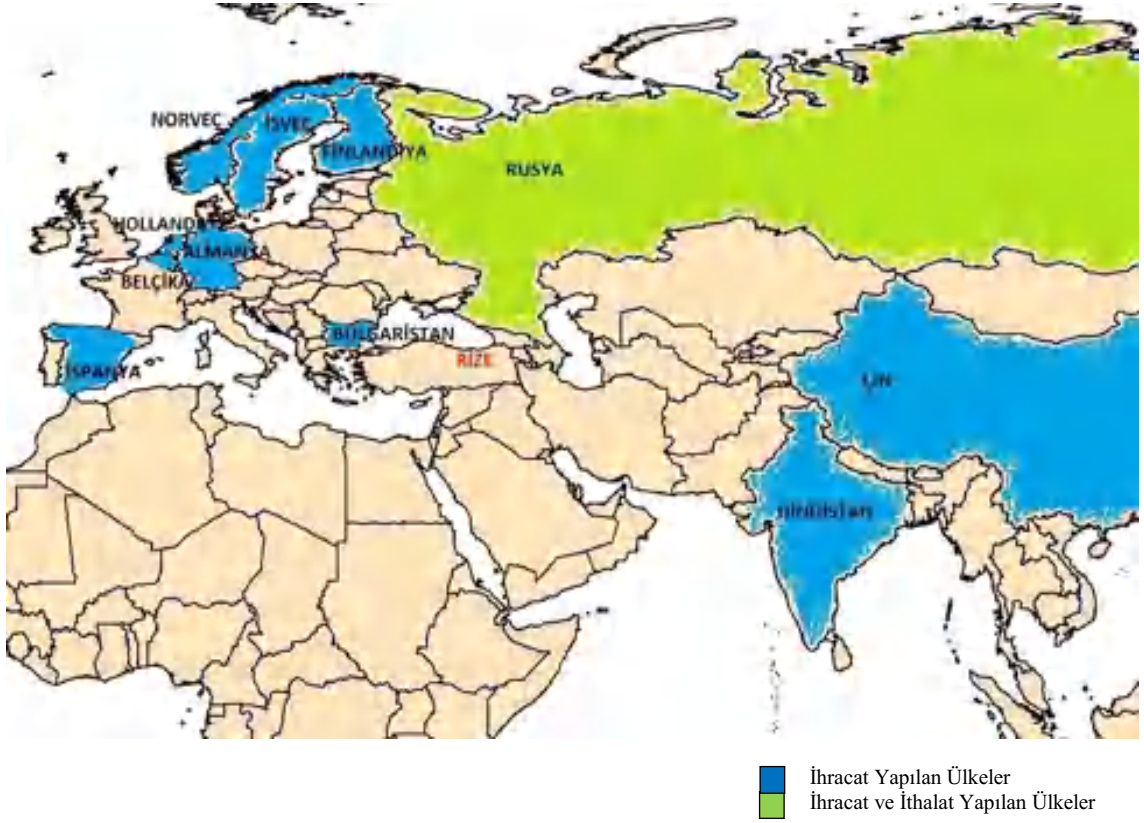 NORVEÇ
İSVEÇ
FİNLANDİYA
RUSYA
HOLLANDA
ALMANYA
BELÇİKA
BULGARİSTAN
RİZE
İSPANYA
ÇİN
HİNDİSTAN
İhracat Yapılan Ülkeler
İhracat ve İthalat Yapılan Ülkeler